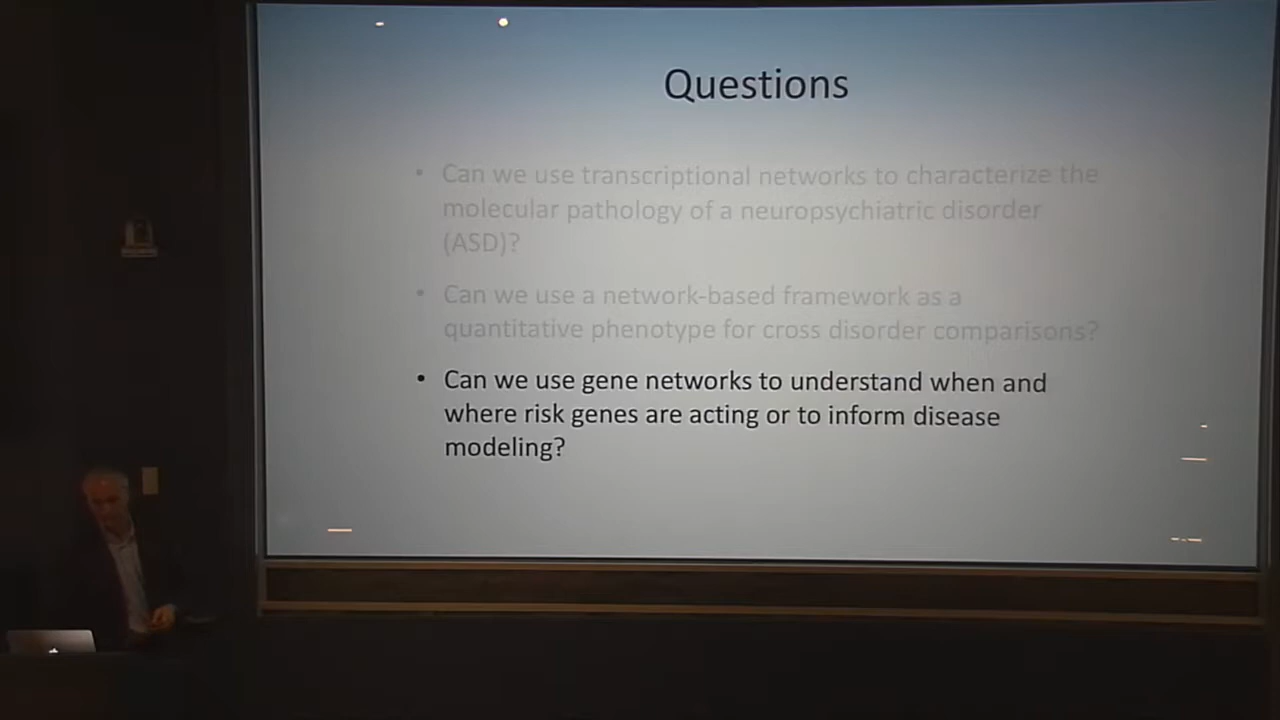 Questions
• Can we use transcriptional networks to characterize the
molecular pathology of a neuropsychiatric disorder
(ASD)?
• Can we use a network-based framework as a
quantitative phenotype for cross disorder comparisons?
• Can we use gene networks to understand when and
where risk genes are acting or to inform disease
modeling?